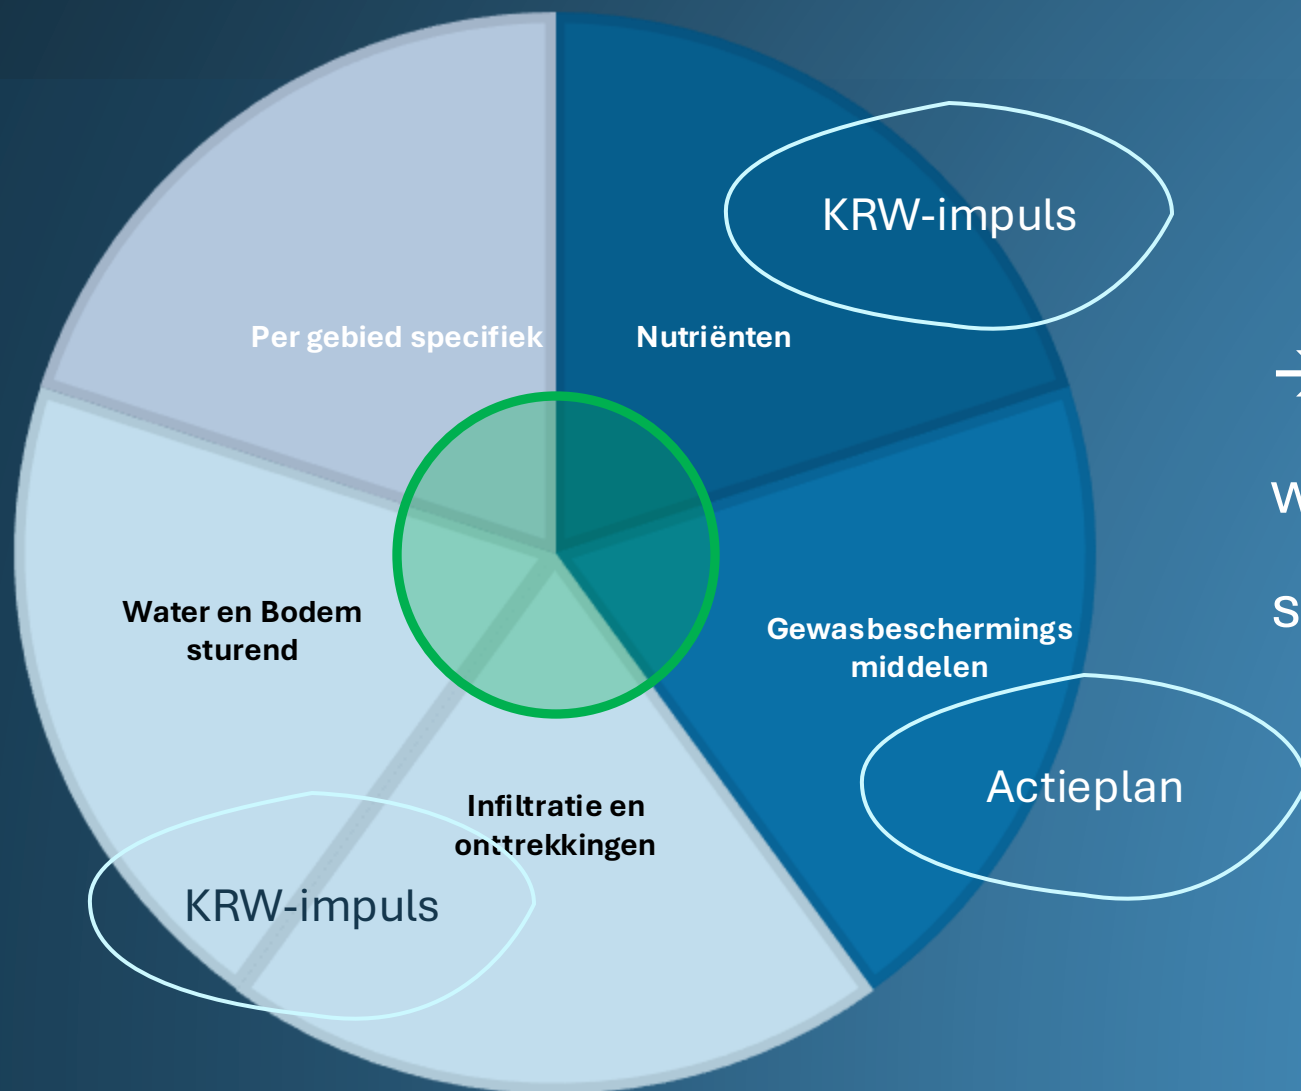 KRW-impuls
Per gebied specifiek
Nutriënten
Water en Bodem
sturend
Gewasbeschermings
middelen
Actieplan
Infiltratie en
onttrekkingen
KRW-impuls